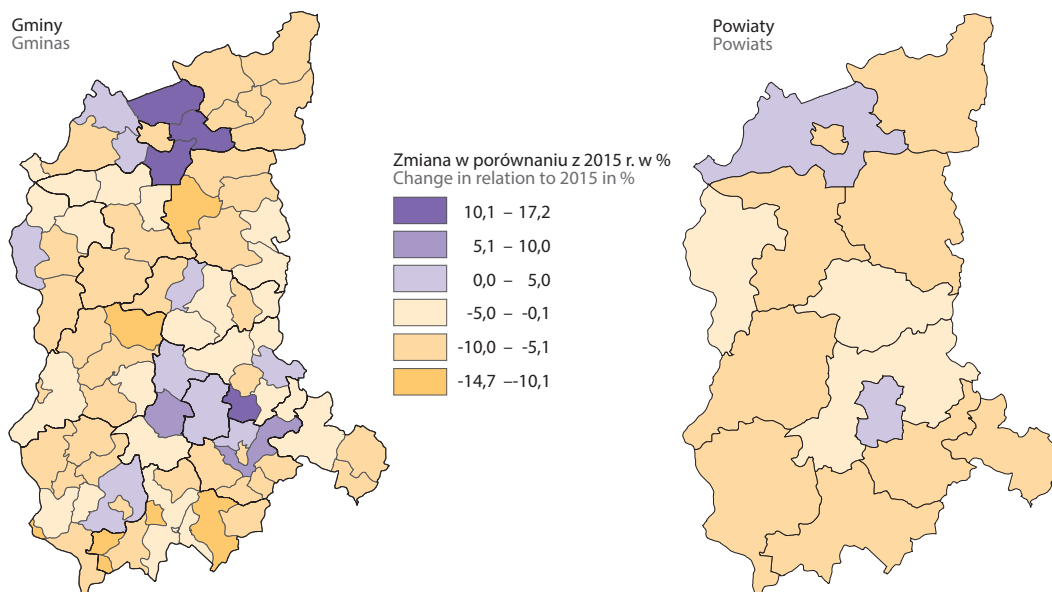 Gminy
Gminas
Powiaty
Powiats
Zmiana w porównaniu z 2015 r. w %
Change in relation to 2015 in %
10,1 – 17,2
5,1 – 10,0
0,0 – 5,0
-5,0 – -0,1
-10,0 – -5,1
-14,7 –-10,1